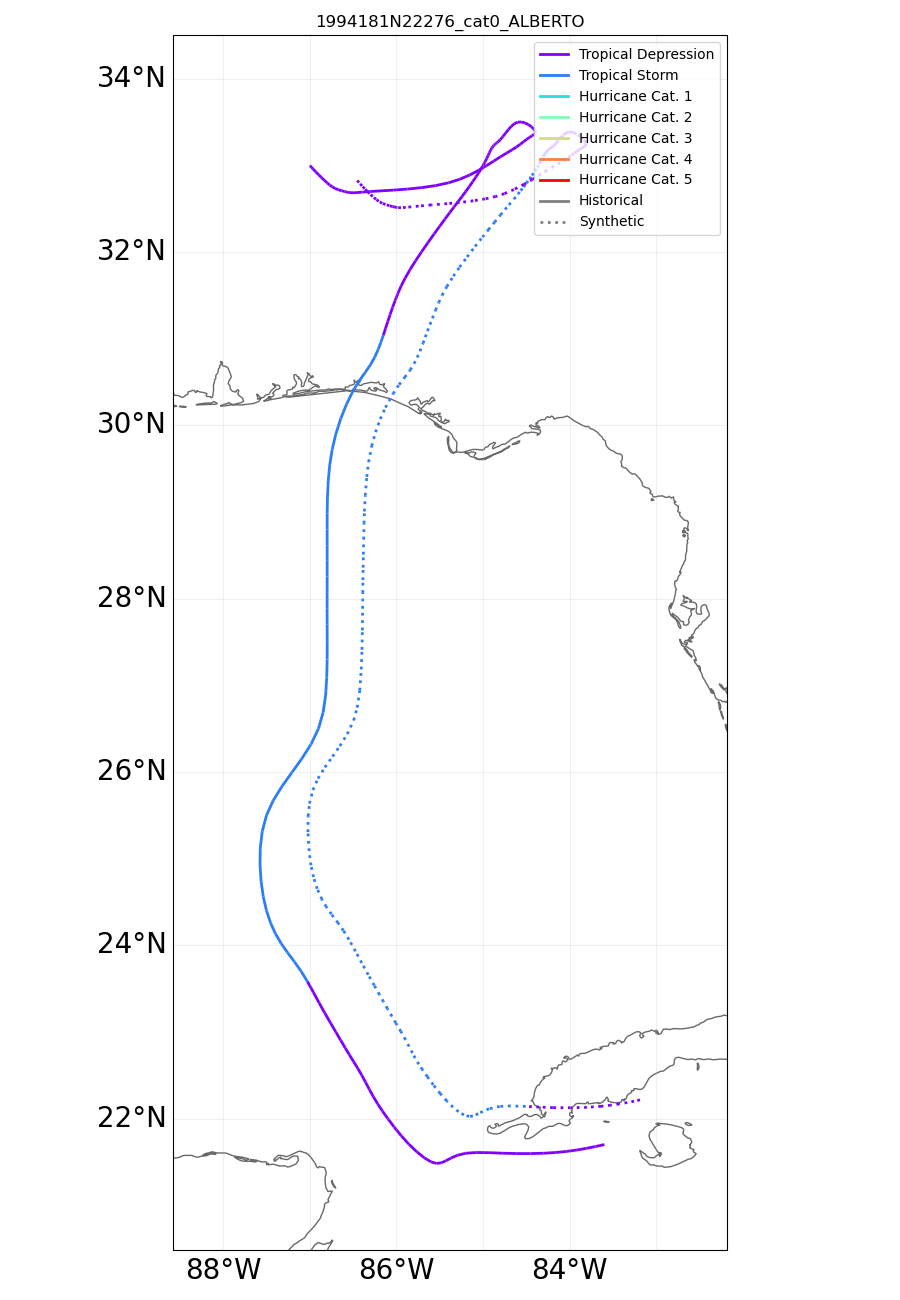 1994181N22276_cat0_ALBERTO
Tropical Depression
Tropical Storm
Hurricane Cat. 1
Hurricane Cat. 2
Hurricane Cat. 3
Hurricane Cat. 4
Hurricane Cat. 5
Historical
Synthetic
34°N
32°N
30°N
28°N
26°N
24°N
22°N
88°W 86°W 84°W